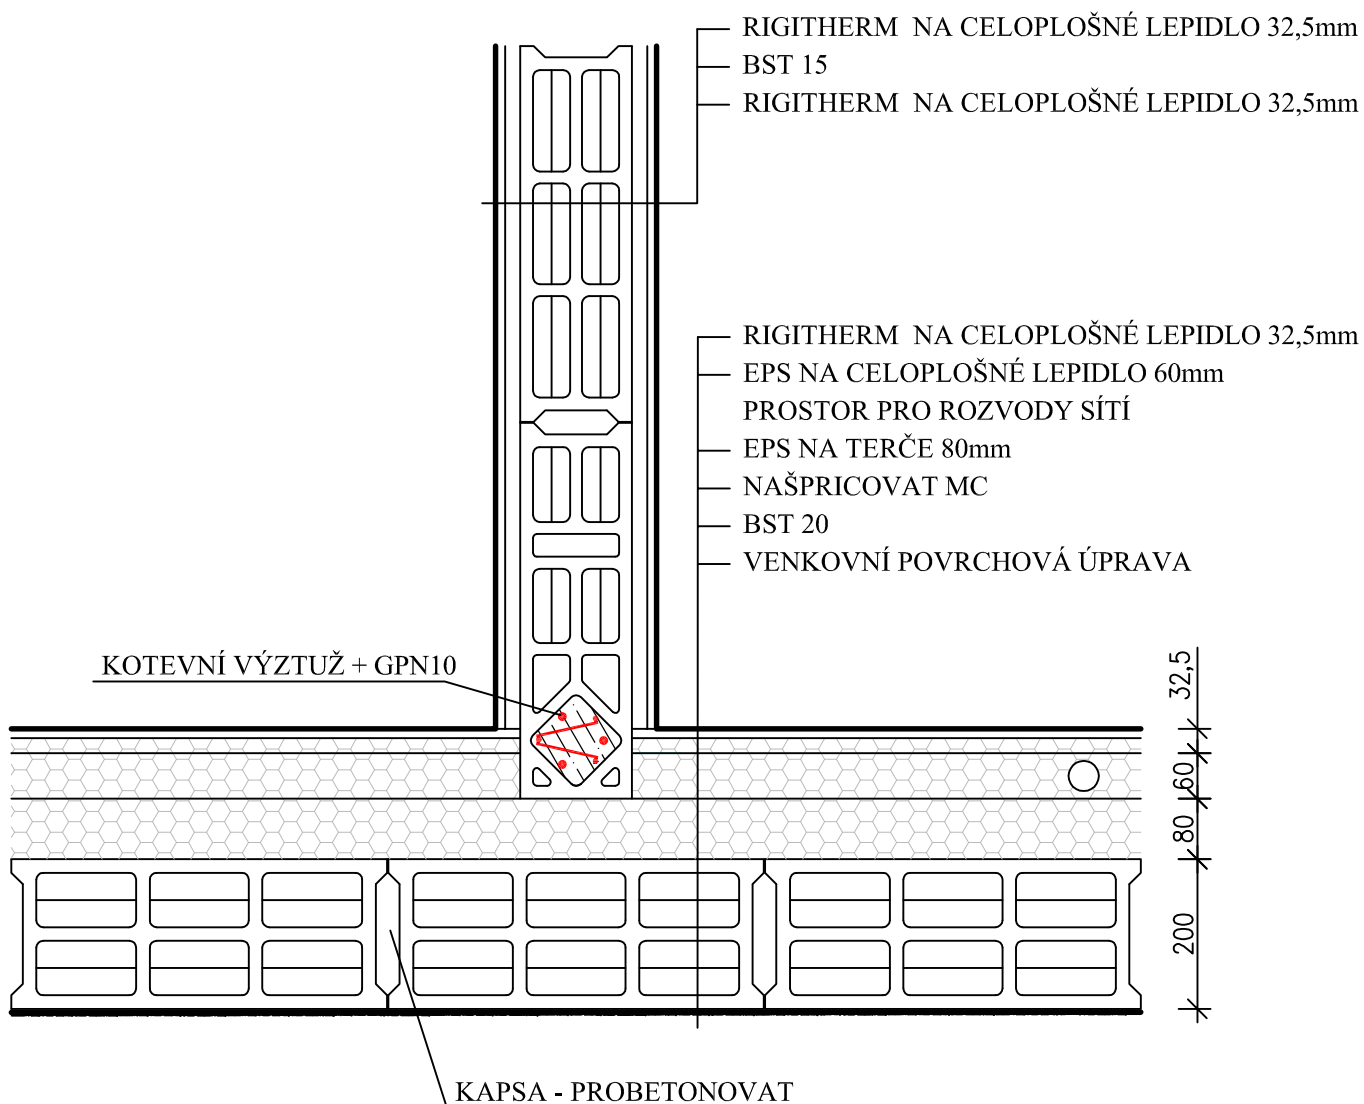 RIGITHERM NA CELOPLOŠNÉ LEPIDLO 32,5mm
BST 15
RIGITHERM NA CELOPLOŠNÉ LEPIDLO 32,5mm
RIGITHERM NA CELOPLOŠNÉ LEPIDLO 32,5mm
EPS NA CELOPLOŠNÉ LEPIDLO 60mm
PROSTOR PRO ROZVODY SÍTÍ
EPS NA TERČE 80mm
NAŠPRICOVAT MC
BST 20
VENKOVNÍ POVRCHOVÁ ÚPRAVA
KOTEVNÍ VÝZTUŽ + GPN10
32,5
60
80
200
KAPSA - PROBETONOVAT